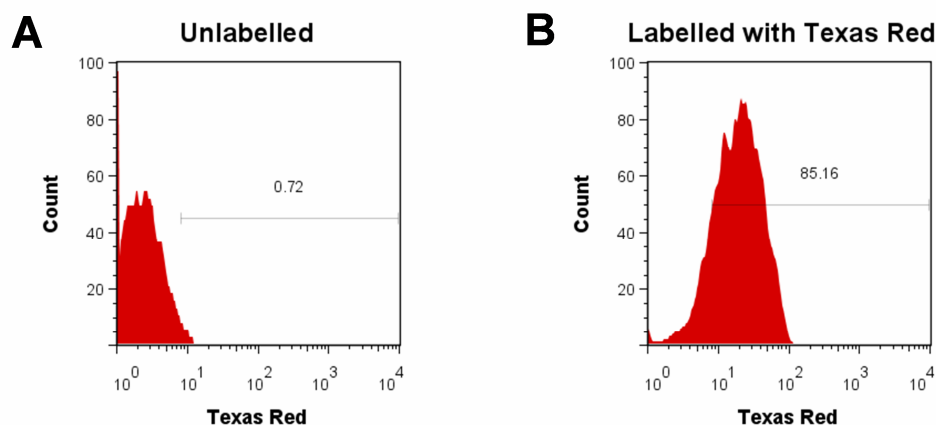 A
Unlabelled
100
80
60
40
20
Count
0.72
10^0 10^1 10^2 10^3 10^4
Texas Red
B
Labelled with Texas Red
100
80
60
40
20
Count
85.16
10^0 10^1 10^2 10^3 10^4
Texas Red